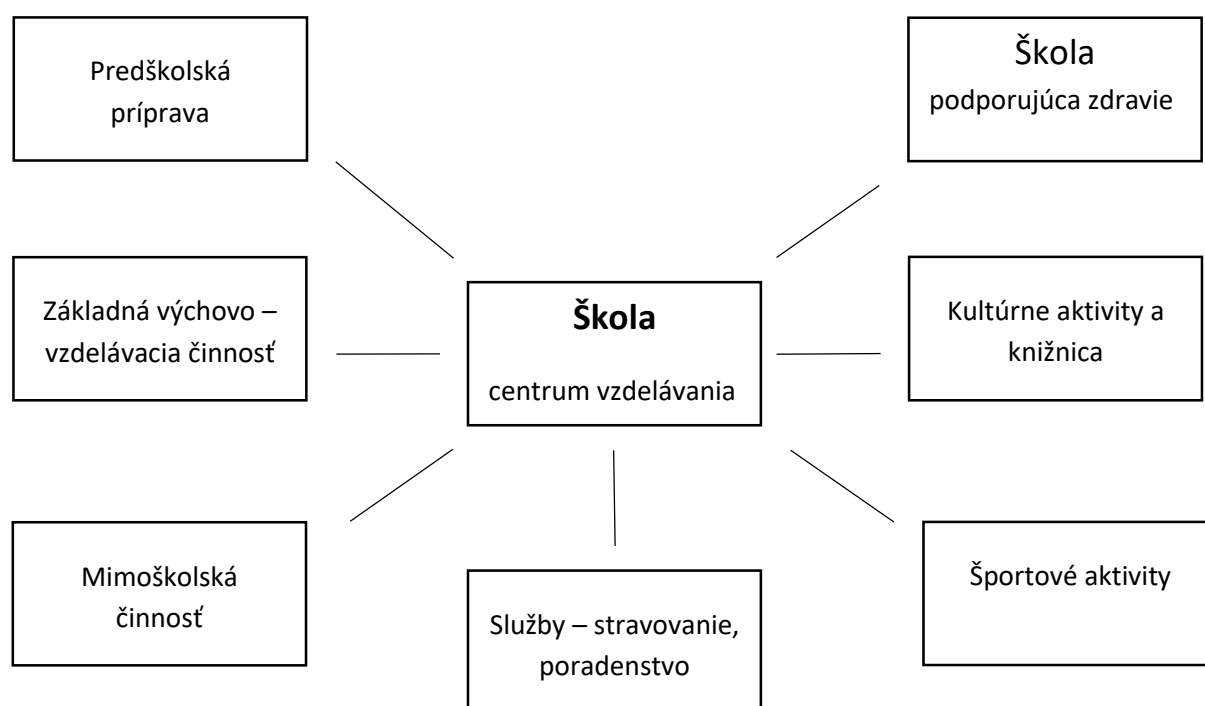 Predškolská
príprava
Škola
podporujúca zdravie
Základná výchovo –
vzdelávacia činnosť
Škola
centrum vzdelávania
Kultúrne aktivity a
knižnica
Mimoškolská
činnosť
Služby – stravovanie,
poradenstvo
Športové aktivity